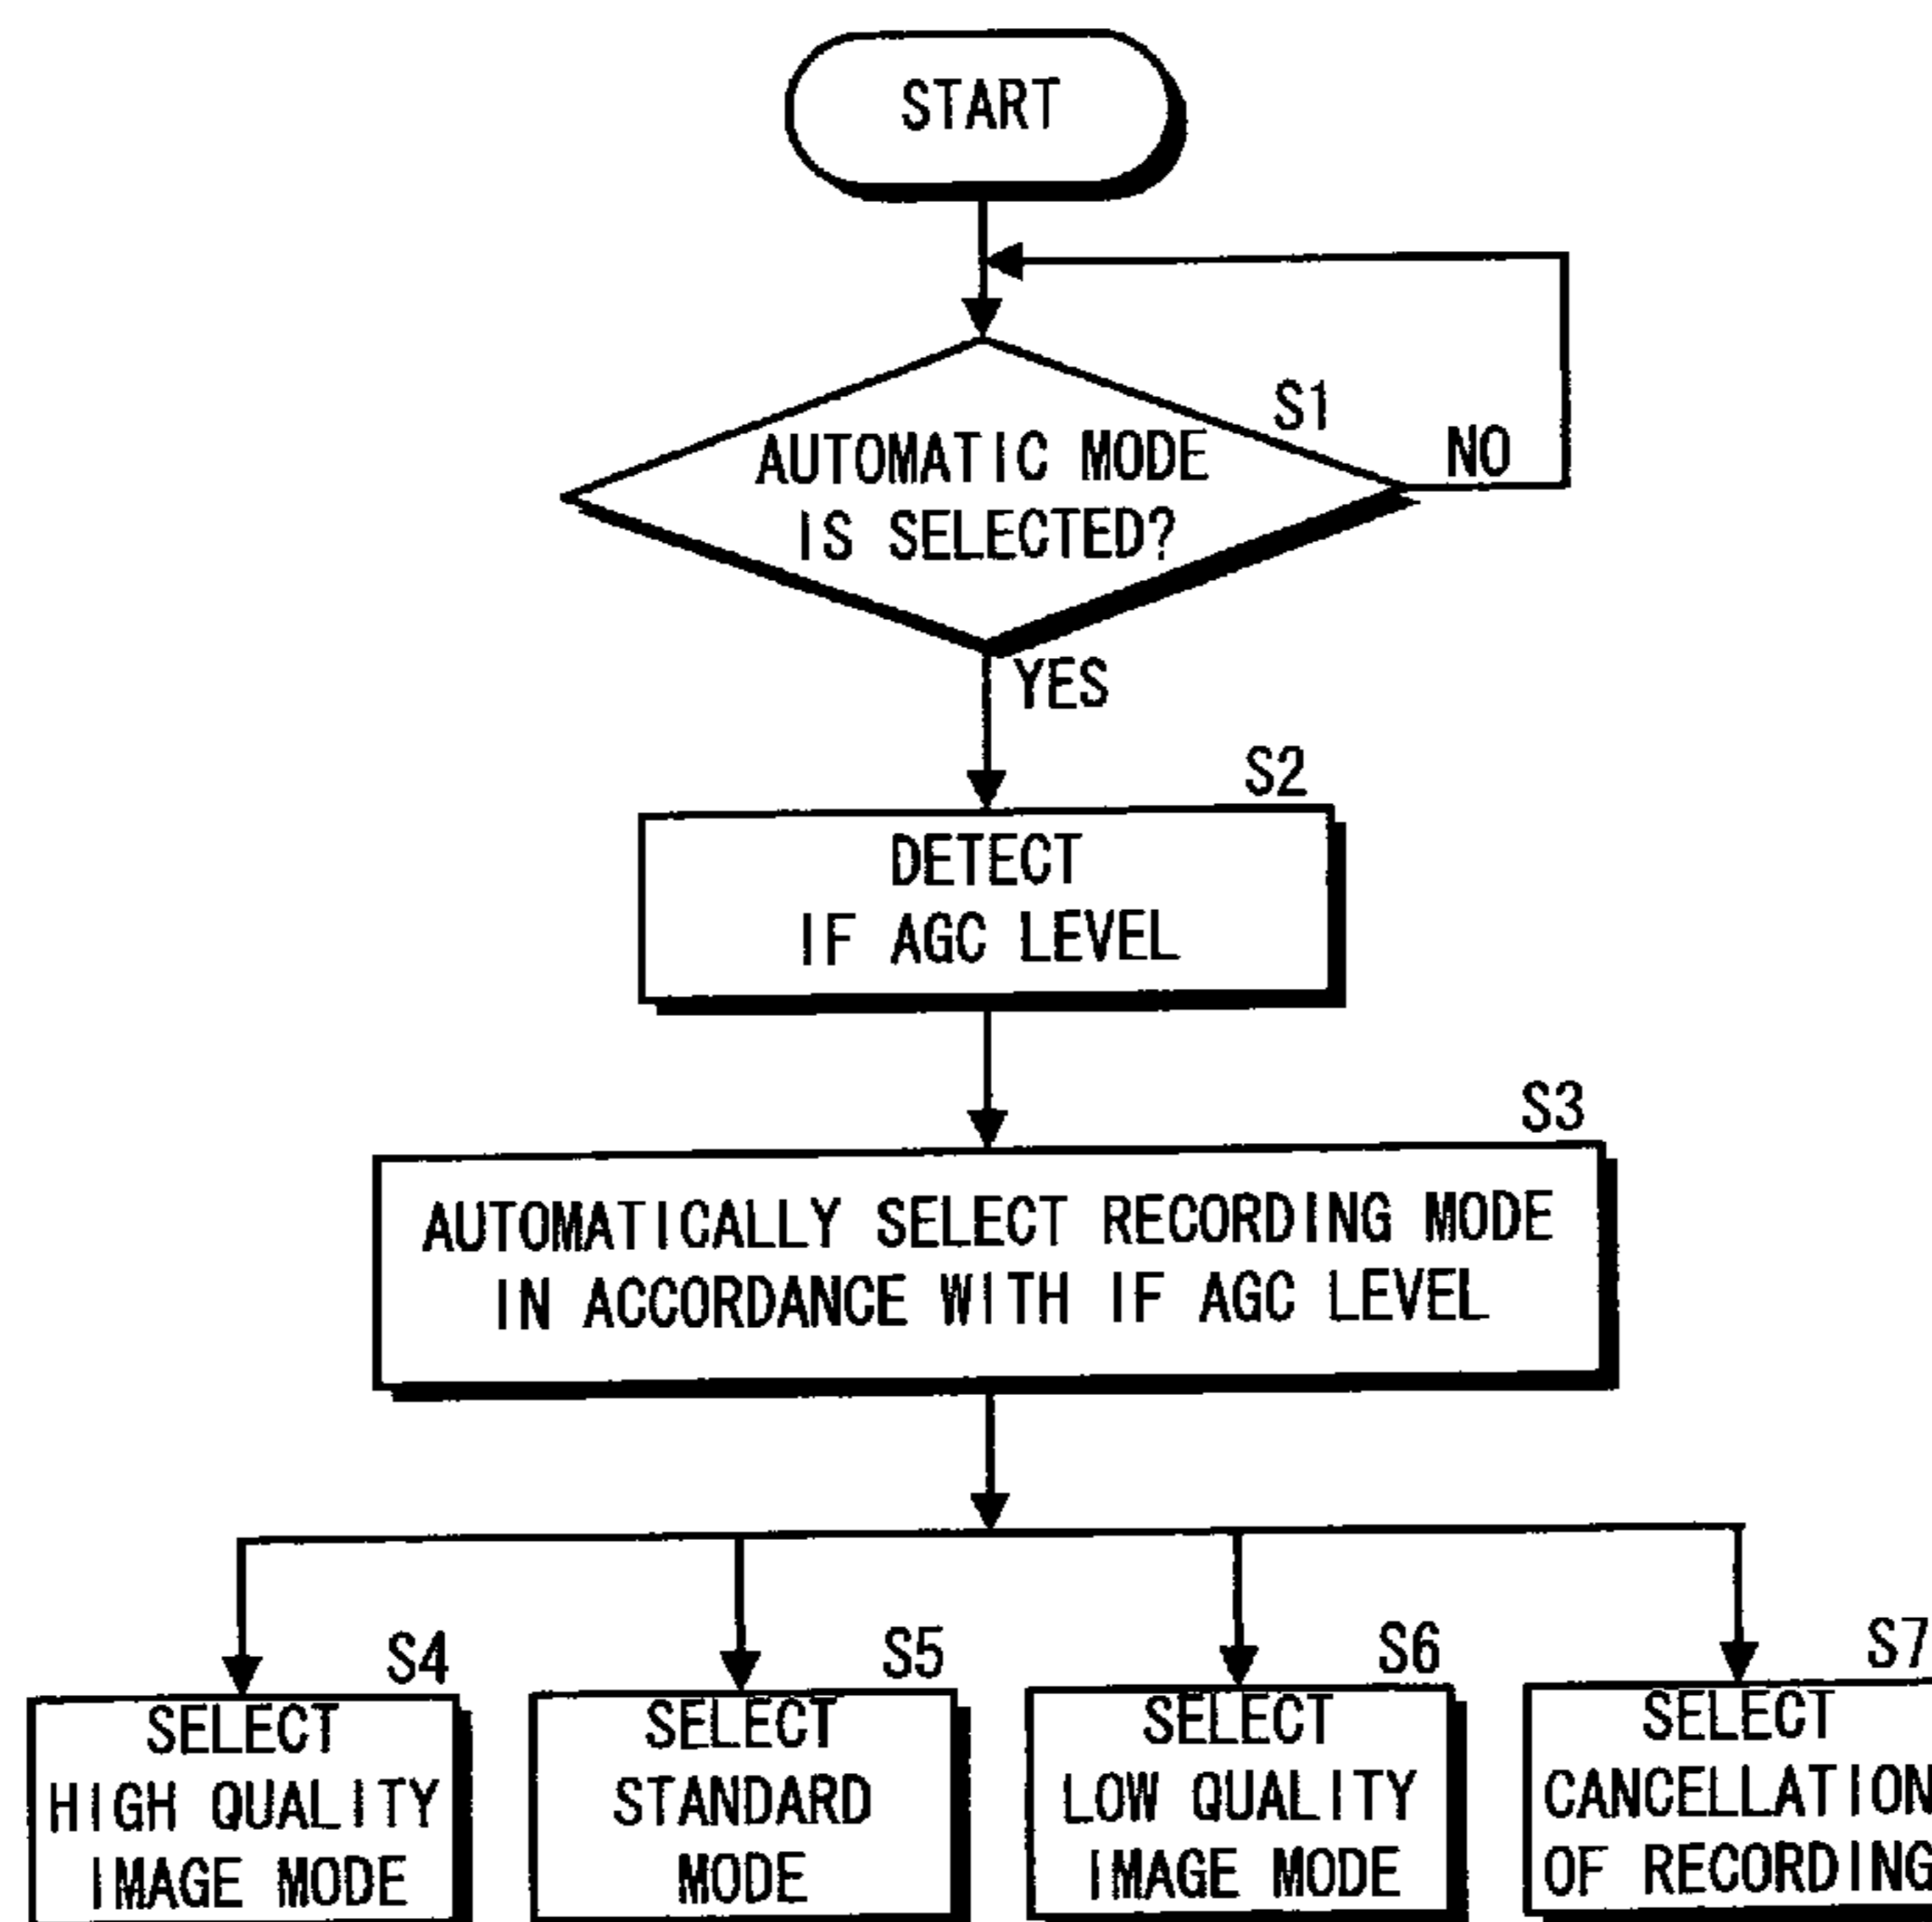 START
S1
NO
AUTOMATIC MODE
IS SELECTED?
YES
S2
DETECT
IF AGC LEVEL
S3
AUTOMATICALLY SELECT RECORDING MODE
IN ACCORDANCE WITH IF AGC LEVEL
S4
SELECT
HIGH QUALITY
IMAGE MODE
S5
SELECT
STANDARD
MODE
S6
SELECT
LOW QUALITY
IMAGE MODE
S7
SELECT
CANCELLATION
OF RECORDING